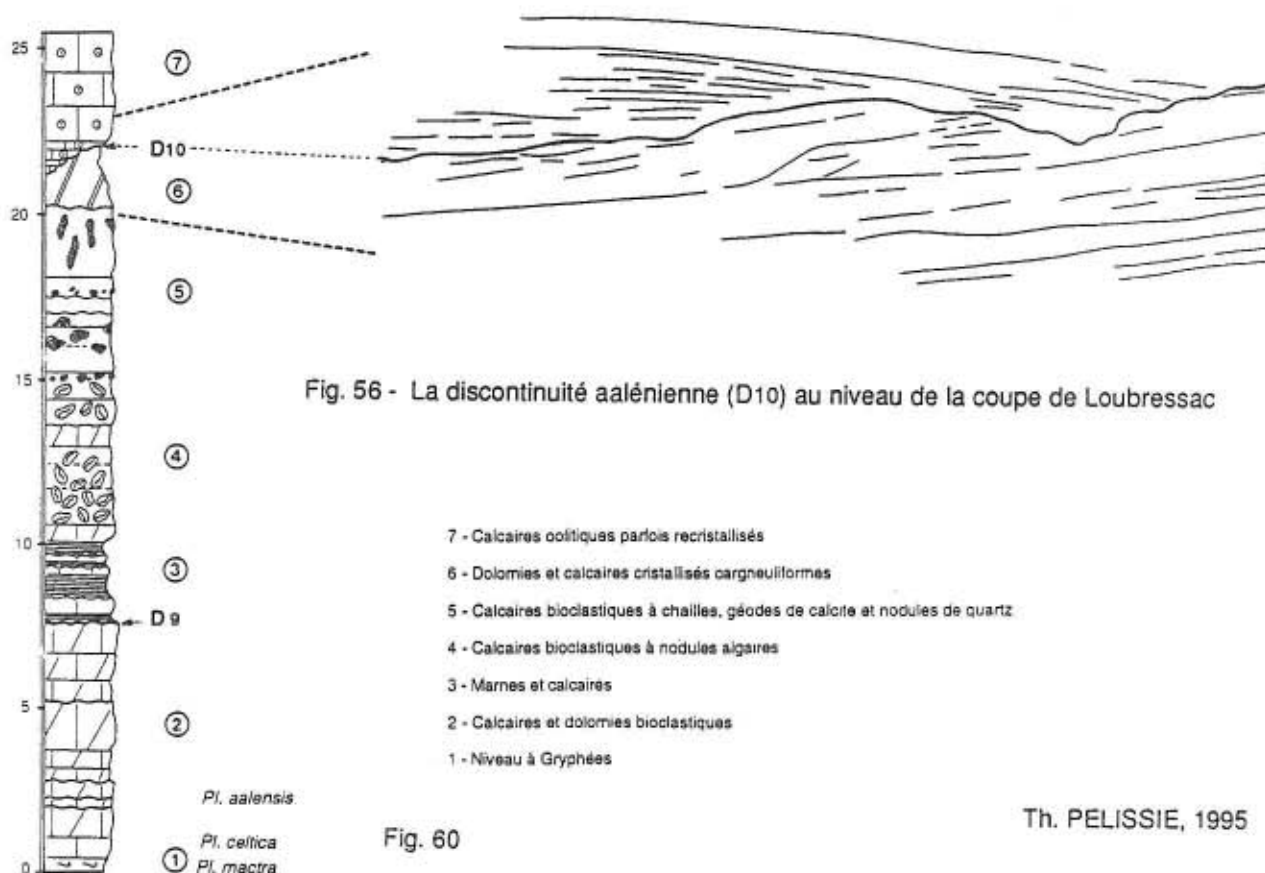 25
7
D10
6
20
5
15
Fig. 56 - La discontinuité aalénienne (D10) au niveau de la coupe de Loubressac
4
7 - Calcaires oolitiques parfois recristallisés
10
6 - Dolomies et calcaires cristallisés cargneuliformes
3
5 - Calcaires bioclastiques à chailles, géodes de calcite et nodules de quartz
D 9
4 - Calcaires bioclastiques à nodules algaires
3 - Marnes et calcaires
5
2
2 - Calcaires et dolomies bioclastiques
1 - Niveau à Gryphées
Pl. aalensis
Th. PELISSIE, 1995
Pl. celtica
Fig. 60
0
1
Pl. mactra